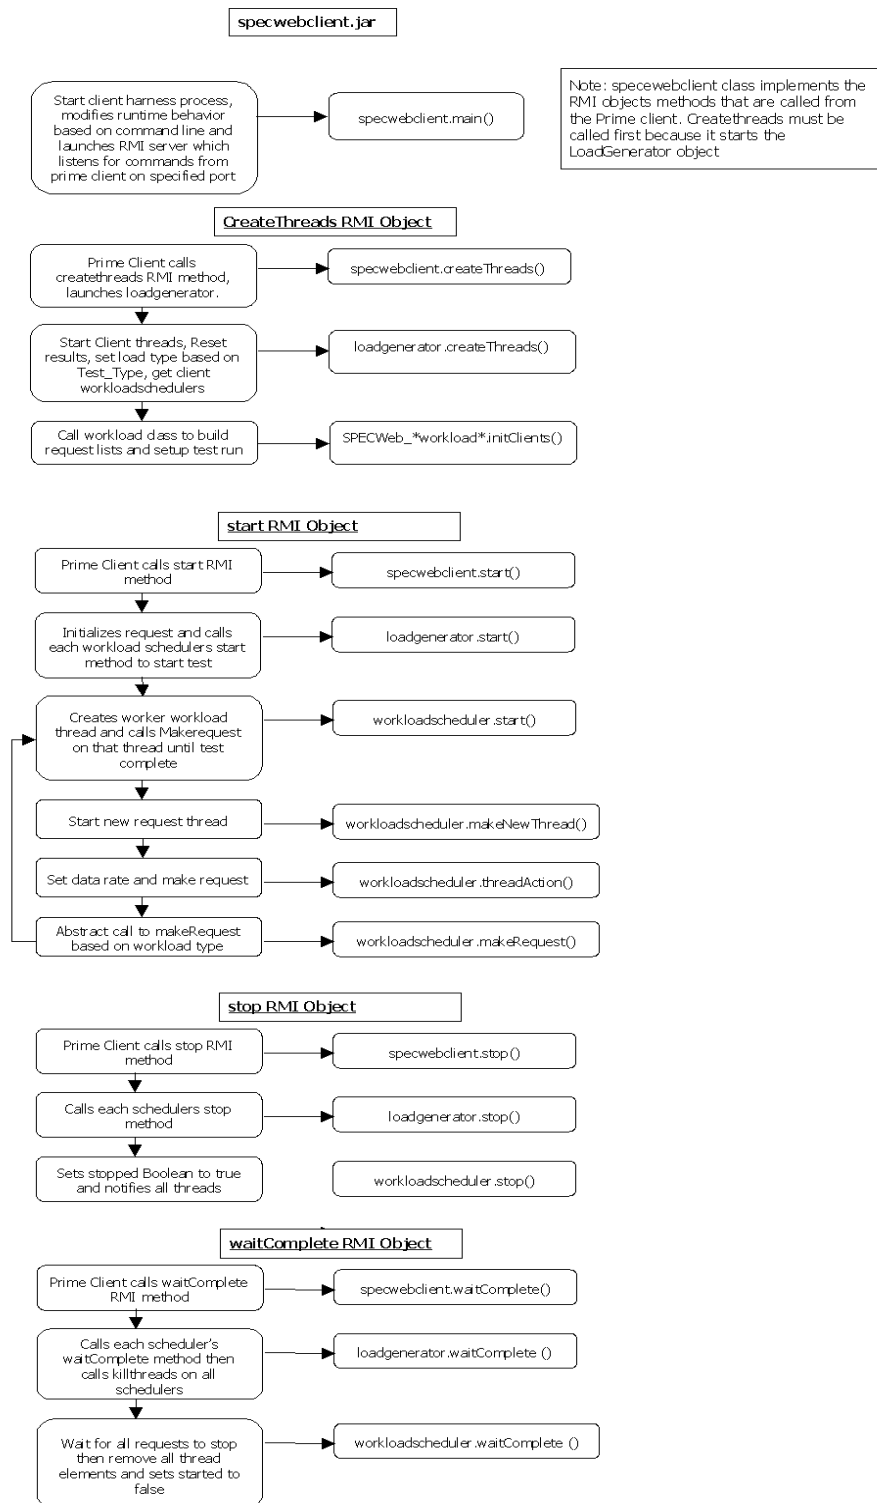 specwebclient.jar
Start client harness process,
modifies runtime behavior
based on command line and
launches RMI server which
listens for commands from
prime client on specified port
specwebclient.main()
Note: specewebclient class implements the
RMI objects methods that are called from
the Prime client. Createthreads must be
called first because it starts the
LoadGenerator object
CreateThreads RMI Object
Prime Client calls
createthreads RMI method,
launches loadgenerator.
specwebclient.createThreads()
Start Client threads, Reset
results, set load type based on
Test_Type, get client
workloadschedulers
loadgenerator.createThreads()
Call workload class to build
request lists and setup test run
SPECWeb_*workload*.initClients()
start RMI Object
Prime Client calls start RMI
method
specwebclient.start()
Initializes request and calls
each workload schedulers start
method to start test
loadgenerator.start()
Creates worker workload
thread and calls Makerequest
on that thread until test
complete
workloadscheduler.start()
Start new request thread
workloadscheduler.makeNewThread()
Set data rate and make request
workloadscheduler.threadAction()
Abstract call to makeRequest
based on workload type
workloadscheduler.makeRequest()
stop RMI Object
Prime Client calls stop RMI
method
specwebclient.stop()
Calls each schedulers stop
method
loadgenerator.stop()
Sets stopped Boolean to true
and notifies all threads
workloadscheduler.stop()
waitComplete RMI Object
Prime Client calls waitComplete
RMI method
specwebclient.waitComplete()
Calls each scheduler's
waitComplete method then
calls killthreads on all
schedulers
loadgenerator.waitComplete ()
Wait for all requests to stop
then remove all thread
elements and sets started to
false
workloadscheduler.waitComplete ()